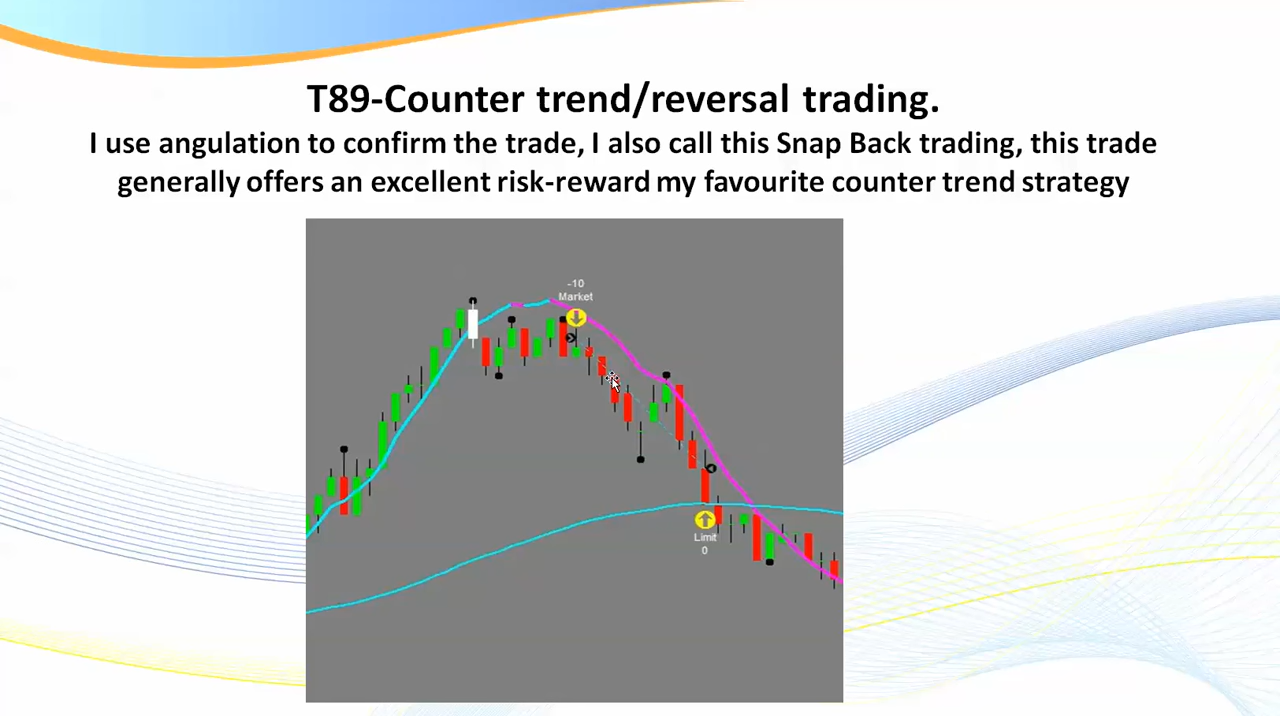 T89-Counter trend/reversal trading.
I use angulation to confirm the trade, I also call this Snap Back trading, this trade
generally offers an excellent risk-reward my favourite counter trend strategy
-10
Market
Limit
0